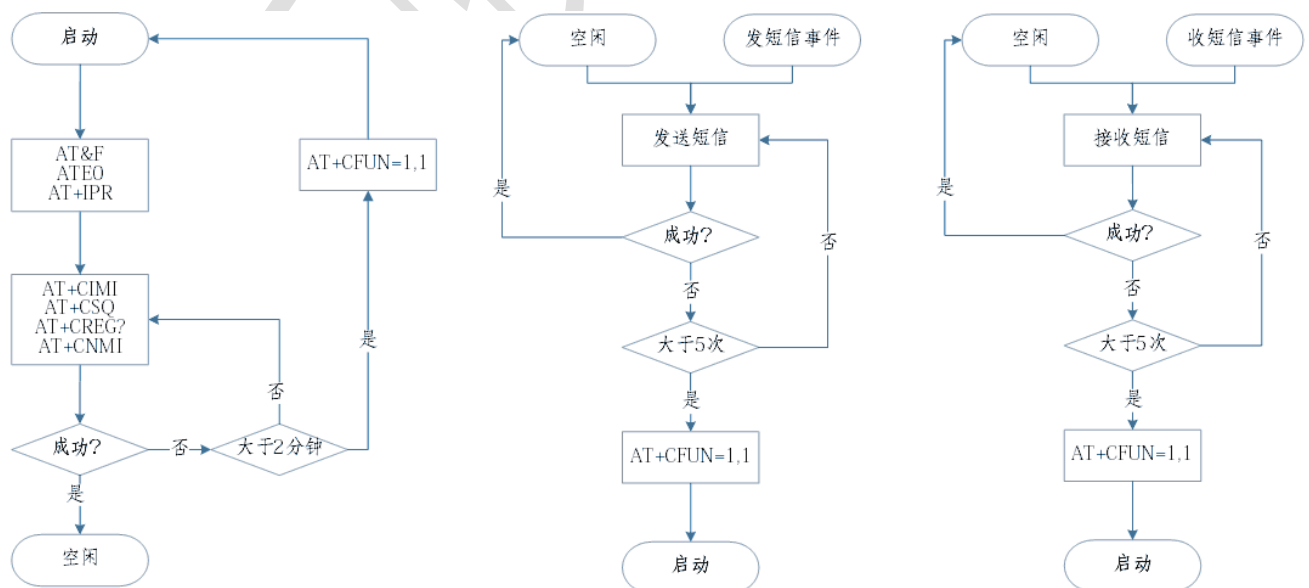 启动
AT&F
ATE0
AT+IPR
AT+CFUN=1,1
AT+CIMI
AT+CSQ
AT+CREG?
AT+CNMI
是
否
成功?
否
大于2分钟
是
空闲
空闲
发短信事件
发送短信
是
成功?
否
否
大于5次
是
AT+CFUN=1,1
启动
空闲
收短信事件
接收短信
是
成功?
否
否
大于5次
是
AT+CFUN=1,1
启动